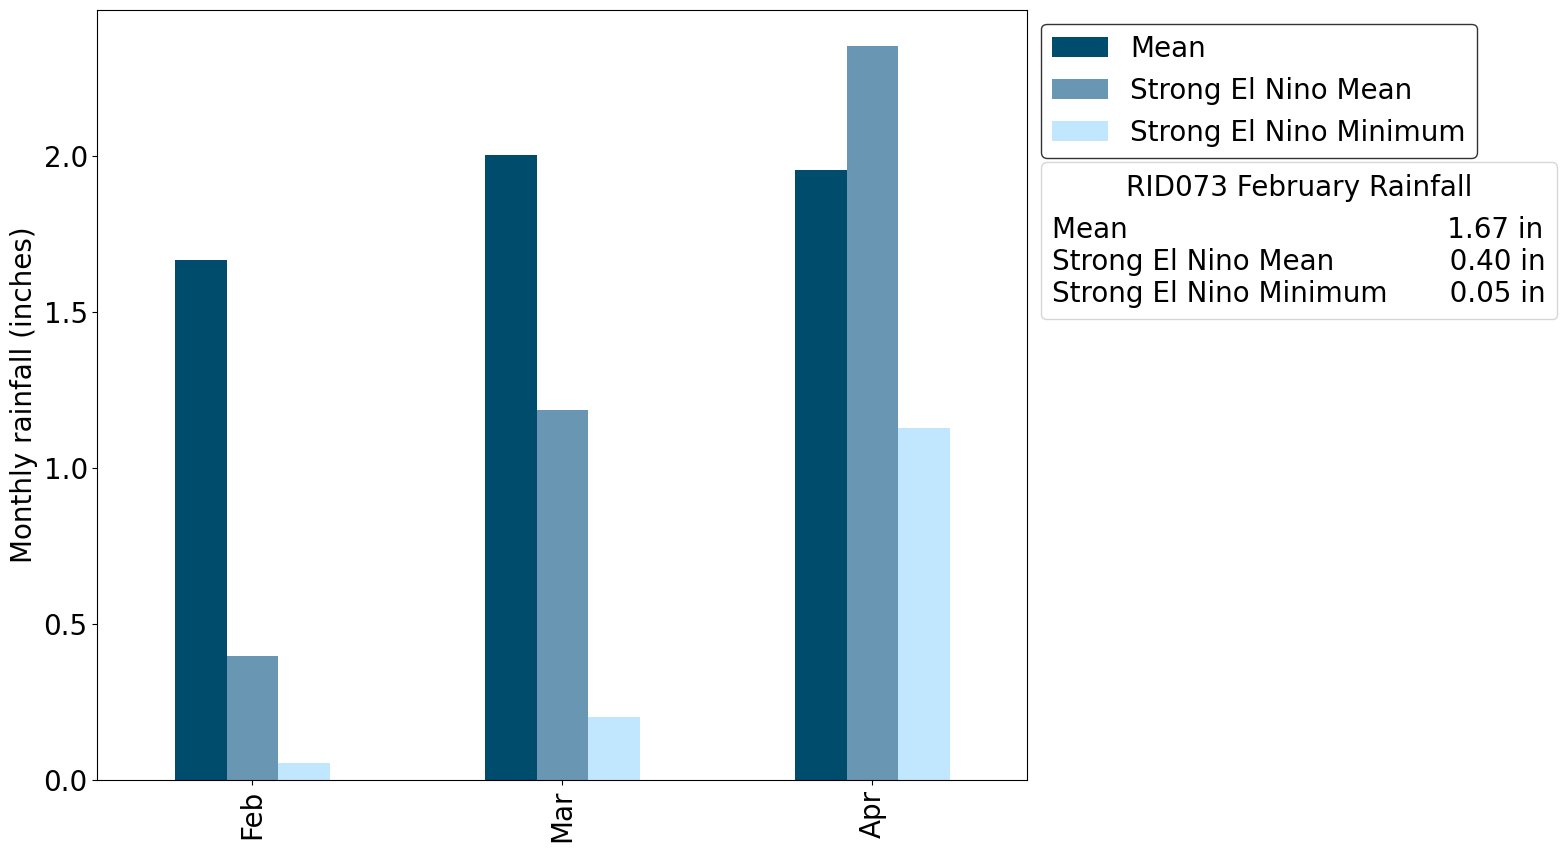 Mean
Strong El Nino Mean
Strong El Nino Minimum
RID073 February Rainfall
Mean 1.67 in
Strong El Nino Mean 0.40 in
Strong El Nino Minimum 0.05 in
Monthly rainfall (inches)
2.0
1.5
1.0
0.5
0.0
Feb
Mar
Apr